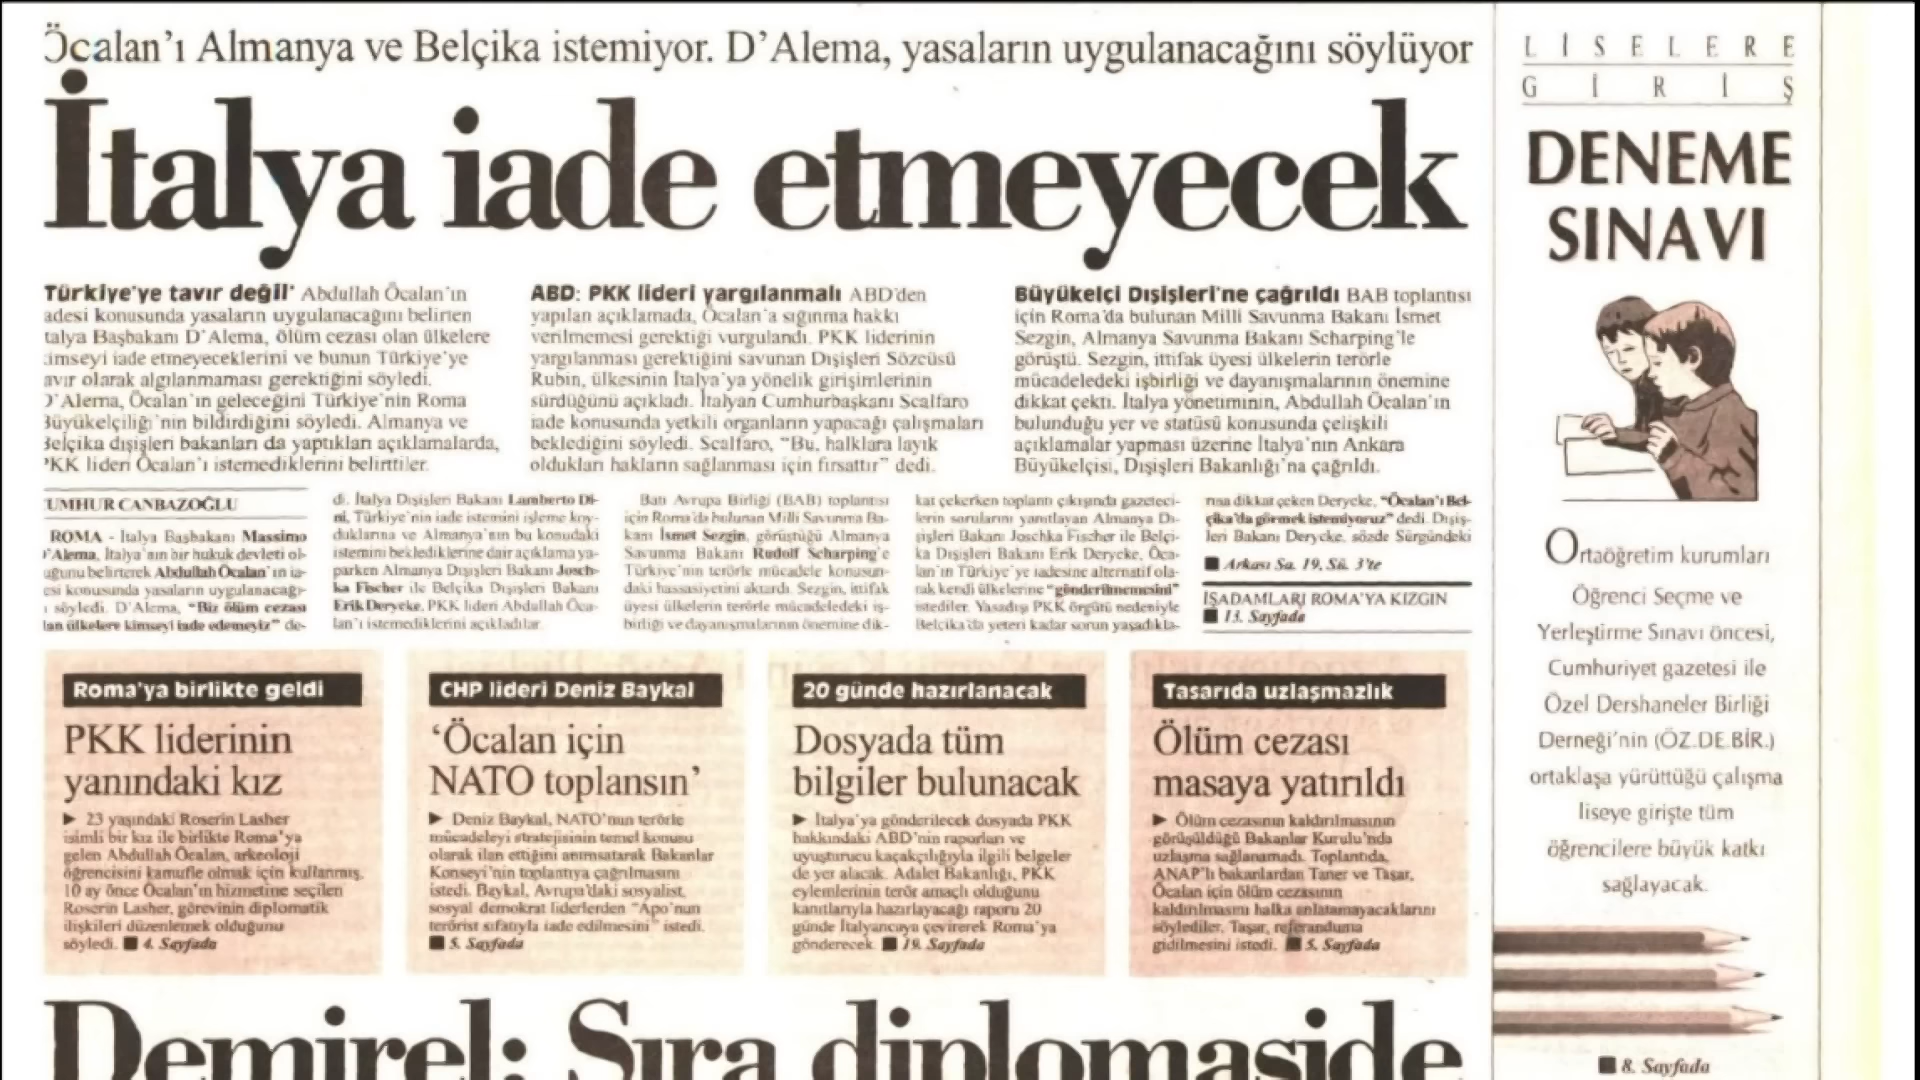 Öcalan'ı Almanya ve Belçika istemiyor. D'Alema, yasaların uygulanacağını söylüyor
İtalya iade etmeyecek
Türkiye'ye tavır değil' Abdullah Öcalan'ın
adesi konusunda yasaların uygulanacağını belirten
talya Başbakanı D'Alema, ölüm cezası olan ülkelere
imseyi iade etmeyeceklerini ve bunun Türkiye'ye
avır olarak algılanmaması gerektiğini söyledi.
D'Alema, Öcalan'ın geleceğini Türkiye'nin Roma
Büyükelçiliği'nin bildirdiğini söyledi. Almanya ve
Belçika dışişleri bakanları da yaptıkları açıklamalarda,
PKK lideri Öcalan'ı istemediklerini belirttiler.
ABD: PKK lideri yargılanmalı ABD'den
yapılan açıklamada, Öcalan'a sığınma hakkı
verilmemesi gerektiği vurgulandı. PKK liderinin
yargılanması gerektiğini savunan Dışişleri Sözcüsü
Rubin, ülkesinin İtalya'ya yönelik girişimlerinin
sürdüğünü açıkladı. İtalyan Cumhurbaşkanı Scalfaro
iade konusunda yetkili organların yapacağı çalışmaları
beklediğini söyledi. Scalfaro, "Bu, halklara layık
oldukları hakların sağlanması için fırsattır" dedi.
Büyükelçi Dışişleri'ne çağrıldı BAB toplantısı
için Roma'da bulunan Milli Savunma Bakanı İsmet
Sezgin, Almanya Savunma Bakanı Scharping'le
görüştü. Sezgin, ittifak üyesi ülkelerin terörle
mücadeledeki işbirliği ve dayanışmalarının önemine
dikkat çekti. İtalya yönetiminin, Abdullah Öcalan'ın
bulunduğu yer ve statüsü konusunda çelişkili
açıklamalar yapması üzerine İtalya'nın Ankara
Büyükelçisi, Dışişleri Bakanlığı'na çağrıldı.
UMHUR CANBAZOĞLU
ROMA - İtalya Başbakanı Massimo
D'Alema, İtalya'nın bir hukuk devleti ol-
uğunu belirterek Abdullah Öcalan'ın ia-
esi konusunda yasaların uygulanacağı-
ı söyledi. D'Alema, "Biz ölüm cezası
lan ülkelere kimseyi iade edemeyiz" de-
di. İtalya Dışişleri Bakanı Lamberto Di-
ni, Türkiye'nin iade istemini işleme koy-
duklarına ve Almanya'nın bu konudaki
istemini beklediklerine dair açıklama ya-
parken Almanya Dışişleri Bakanı Josch-
ka Fischer ile Belçika Dışişleri Bakanı
Erik Deryeke, PKK lideri Abdullah Öca-
lan'ı istemediklerini açıkladılar.
Batı Avrupa Birliği (BAB) toplantısı
için Roma'da bulunan Milli Savunma Ba-
kanı İsmet Sezgin, görüştüğü Almanya
Savunma Bakanı Rudolf Scharping'e
Türkiye'nin terörle mücadele konusun-
daki hassasiyetini aktardı. Sezgin, ittifak
üyesi ülkelerin terörle mücadeledeki iş-
birliği ve dayanışmalarının önemine dik-
kat çekerken toplantı çıkışında gazeteci-
lerin sorularını yanıtlayan Almanya Dı-
şişleri Bakanı Joschka Fischer ile Belçi-
ka Dışişleri Bakanı Erik Derycke, Öca-
lan'ın Türkiye'ye iadesine alternatif ola-
rak kendi ülkelerine "gönderilmemesini"
istediler. Yasadışı PKK örgütü nedeniyle
Belçika'da yeteri kadar sorun yaşadıkla-
rına dikkat çeken Derycke, "Öcalan'ı Bel-
çika'da görmek istemiyoruz" dedi. Dışiş-
leri Bakanı Derycke, sözde Sürgündeki
■ Arkası Sa. 19, Sü. 3'te
İŞADAMLARI ROMA'YA KIZGIN
■ 13. Sayfada
Roma'ya birlikte geldi
PKK liderinin
yanındaki kız
► 23 yaşındaki Roserin Lasher
isimli bir kız ile birlikte Roma'ya
gelen Abdullah Öcalan, arkeoloji
öğrencisini kamufle olmak için kullanmış.
10 ay önce Öcalan'ın hizmetine seçilen
Roserin Lasher, görevinin diplomatik
ilişkileri düzenlemek olduğunu
söyledi. ■ 4. Sayfada
CHP lideri Deniz Baykal
'Öcalan için
NATO toplansın'
► Deniz Baykal, NATO'nun terörle
mücadeleyi stratejisinin temel konusu
olarak ilan ettiğini anımsatarak Bakanlar
Konseyi'nin toplantıya çağrılmasını
istedi. Baykal, Avrupa'daki sosyalist,
sosyal demokrat liderlerden "Apo'nun
terörist sıfatıyla iade edilmesini" istedi.
■ 5. Sayfada
20 günde hazırlanacak
Dosyada tüm
bilgiler bulunacak
► İtalya'ya gönderilecek dosyada PKK
hakkındaki ABD'nin raporları ve
uyuşturucu kaçakçılığıyla ilgili belgeler
de yer alacak. Adalet Bakanlığı, PKK
eylemlerinin terör amaçlı olduğunu
kanıtlarıyla hazırlayacağı raporu 20
günde İtalyancaya çevirerek Roma'ya
gönderecek. ■ 19. Sayfada
Tasarıda uzlaşmazlık
Ölüm cezası
masaya yatırıldı
► Ölüm cezasının kaldırılmasının
görüşüldüğü Bakanlar Kurulu'nda
uzlaşma sağlanamadı. Toplantıda,
ANAP'lı bakanlardan Taner ve Taşar,
Öcalan için ölüm cezasının
kaldırılmasını halka anlatamayacaklarını
söylediler. Taşar, referanduma
gidilmesini istedi. ■ 5. Sayfada
Demirel: Sıra diplomaside
LİSELERE
GİRİŞ
DENEME
SINAVI
Ortaöğretim kurumları
Öğrenci Seçme ve
Yerleştirme Sınavı öncesi,
Cumhuriyet gazetesi ile
Özel Dershaneler Birliği
Derneği'nin (ÖZ.DE.BİR.)
ortaklaşa yürüttüğü çalışma
liseye girişte tüm
öğrencilere büyük katkı
sağlayacak.
■ 8. Sayfada